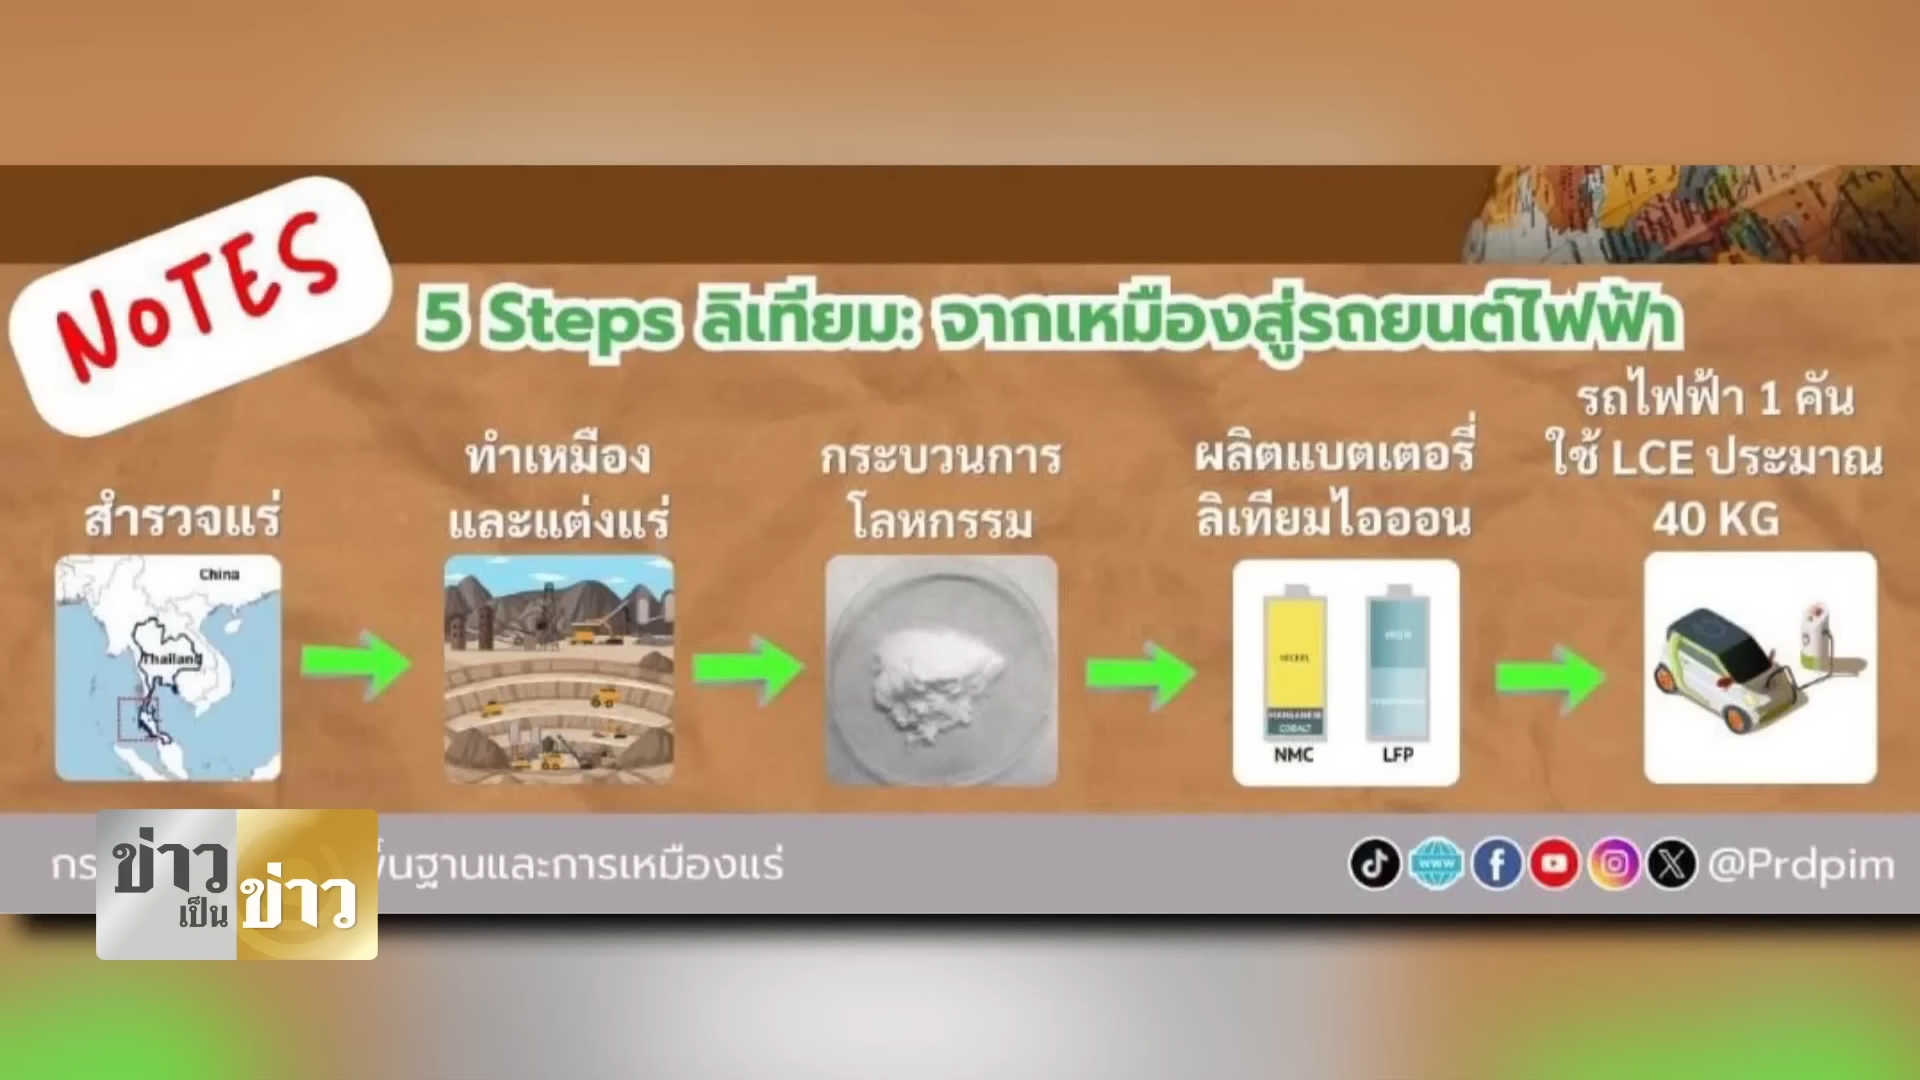 NoTES
5 Steps ลิเทียม: จากเหมืองสู่รถยนต์ไฟฟ้า
สำรวจแร่
ทำเหมือง
และแต่งแร่
กระบวนการ
โลหกรรม
ผลิตแบตเตอรี่
ลิเทียมไอออน
รถไฟฟ้า 1 คัน
ใช้ LCE ประมาณ
40 KG
China
Thailand
NICKEL
MANGANESE
COBALT
NMC
IRON
LFP
กร
พื้นฐานและการเหมืองแร่
www
@Prdpim
ข่าว
เป็น
ข่าว